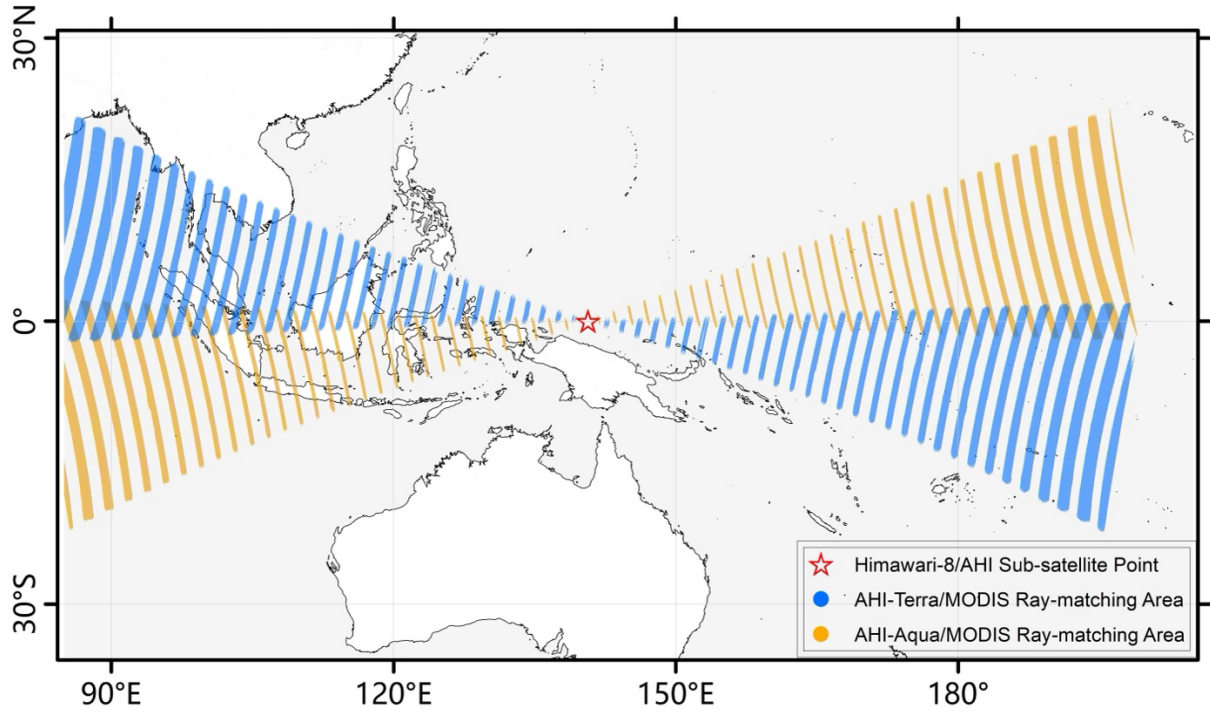 30°N
0°
30°S
90°E
120°E
150°E
180°
Himawari-8/AHI Sub-satellite Point
AHI-Terra/MODIS Ray-matching Area
AHI-Aqua/MODIS Ray-matching Area